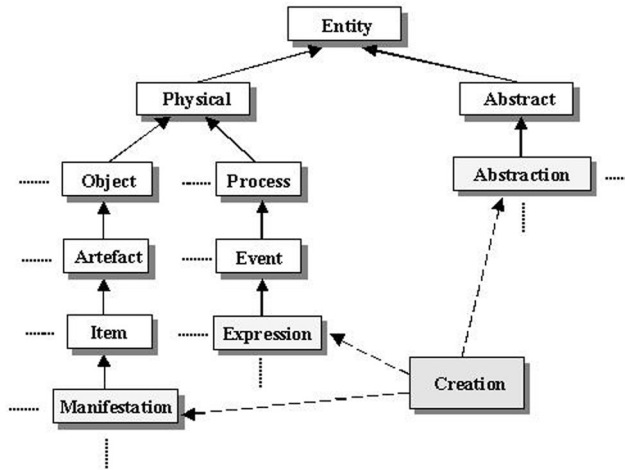 Entity
Physical
Abstract
Object
Process
Abstraction
Artefact
Event
Item
Expression
Creation
Manifestation